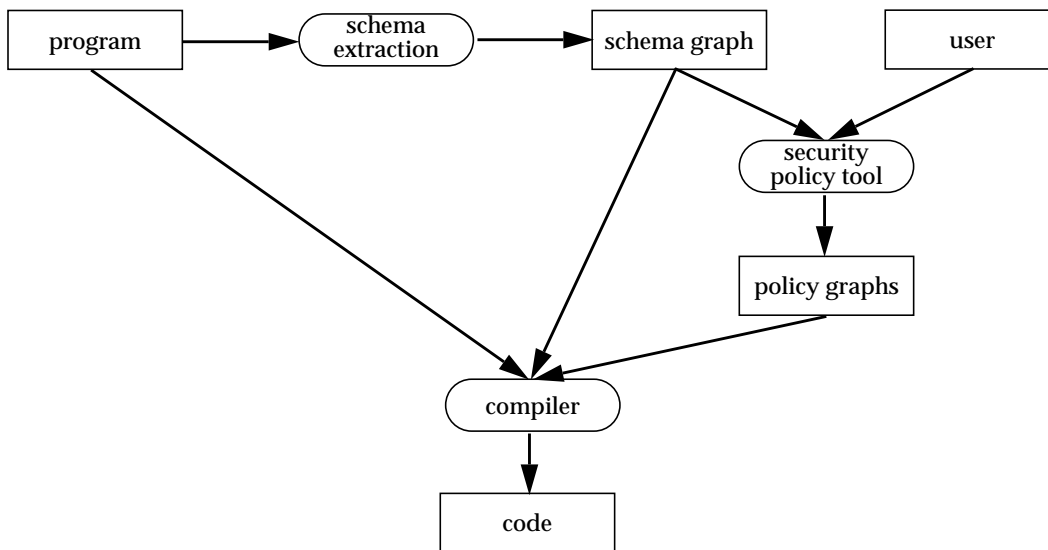 program
schema
extraction
schema graph
user
security
policy tool
policy graphs
compiler
code